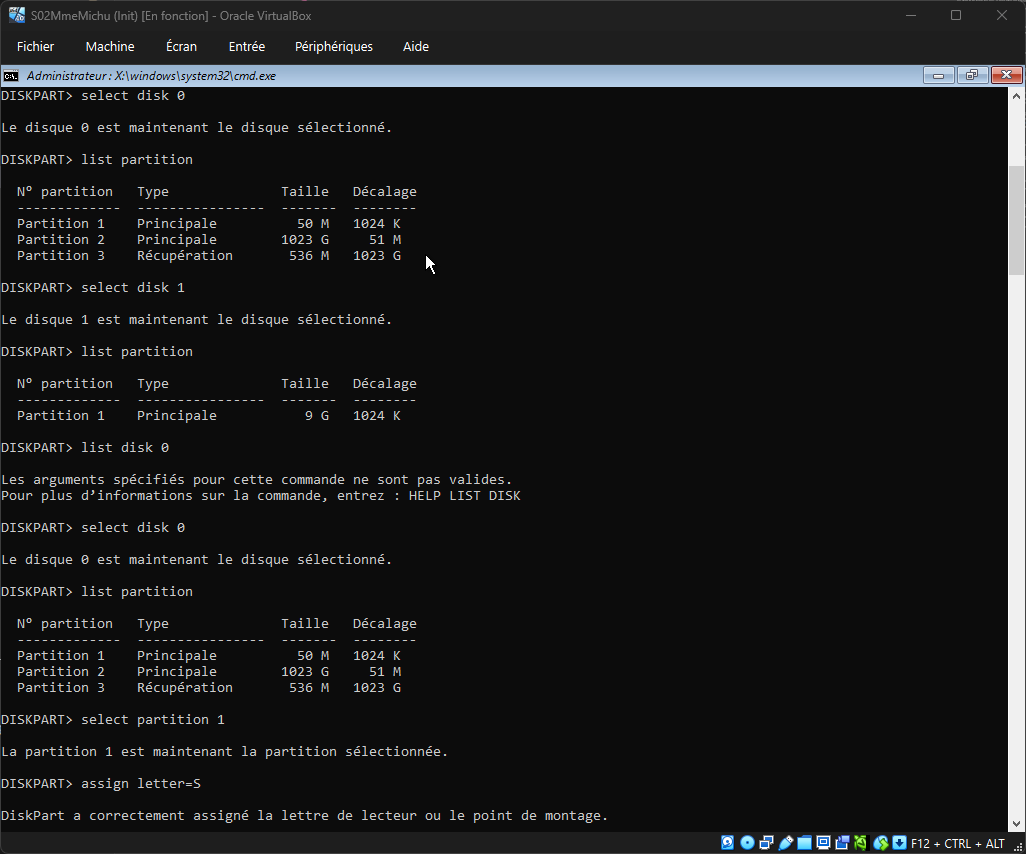 S02MmeMichu (Init) [En fonction] - Oracle VirtualBox
Fichier Machine Écran Entrée Périphériques Aide
Administrateur : X:\windows\system32\cmd.exe
DISKPART> select disk 0
Le disque 0 est maintenant le disque sélectionné.
DISKPART> list partition
N° partition Type Taille Décalage
------------- ---------------- ------- --------
Partition 1 Principale 50 M 1024 K
Partition 2 Principale 1023 G 51 M
Partition 3 Récupération 536 M 1023 G
DISKPART> select disk 1
Le disque 1 est maintenant le disque sélectionné.
DISKPART> list partition
N° partition Type Taille Décalage
------------- ---------------- ------- --------
Partition 1 Principale 9 G 1024 K
DISKPART> list disk 0
Les arguments spécifiés pour cette commande ne sont pas valides.
Pour plus d’informations sur la commande, entrez : HELP LIST DISK
DISKPART> select disk 0
Le disque 0 est maintenant le disque sélectionné.
DISKPART> list partition
N° partition Type Taille Décalage
------------- ---------------- ------- --------
Partition 1 Principale 50 M 1024 K
Partition 2 Principale 1023 G 51 M
Partition 3 Récupération 536 M 1023 G
DISKPART> select partition 1
La partition 1 est maintenant la partition sélectionnée.
DISKPART> assign letter=S
DiskPart a correctement assigné la lettre de lecteur ou le point de montage.
F12 + CTRL + ALT